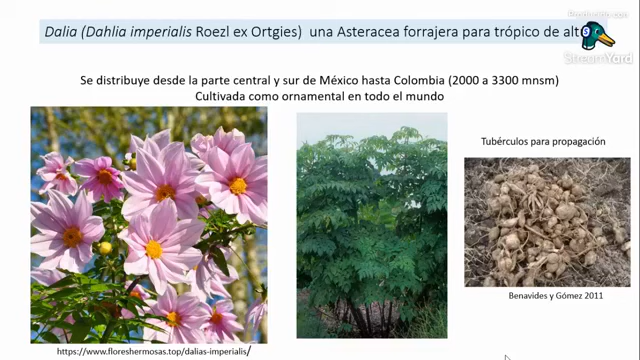 Producido con
StreamYard
Dalia (Dahlia imperialis Roezl ex Ortgies) una Asteracea forrajera para trópico de alt
Se distribuye desde la parte central y sur de México hasta Colombia (2000 a 3300 mnsm)
Cultivada como ornamental en todo el mundo
Tubérculos para propagación
Benavides y Gómez 2011
https://www.floreshermosas.top/dalias-imperialis/